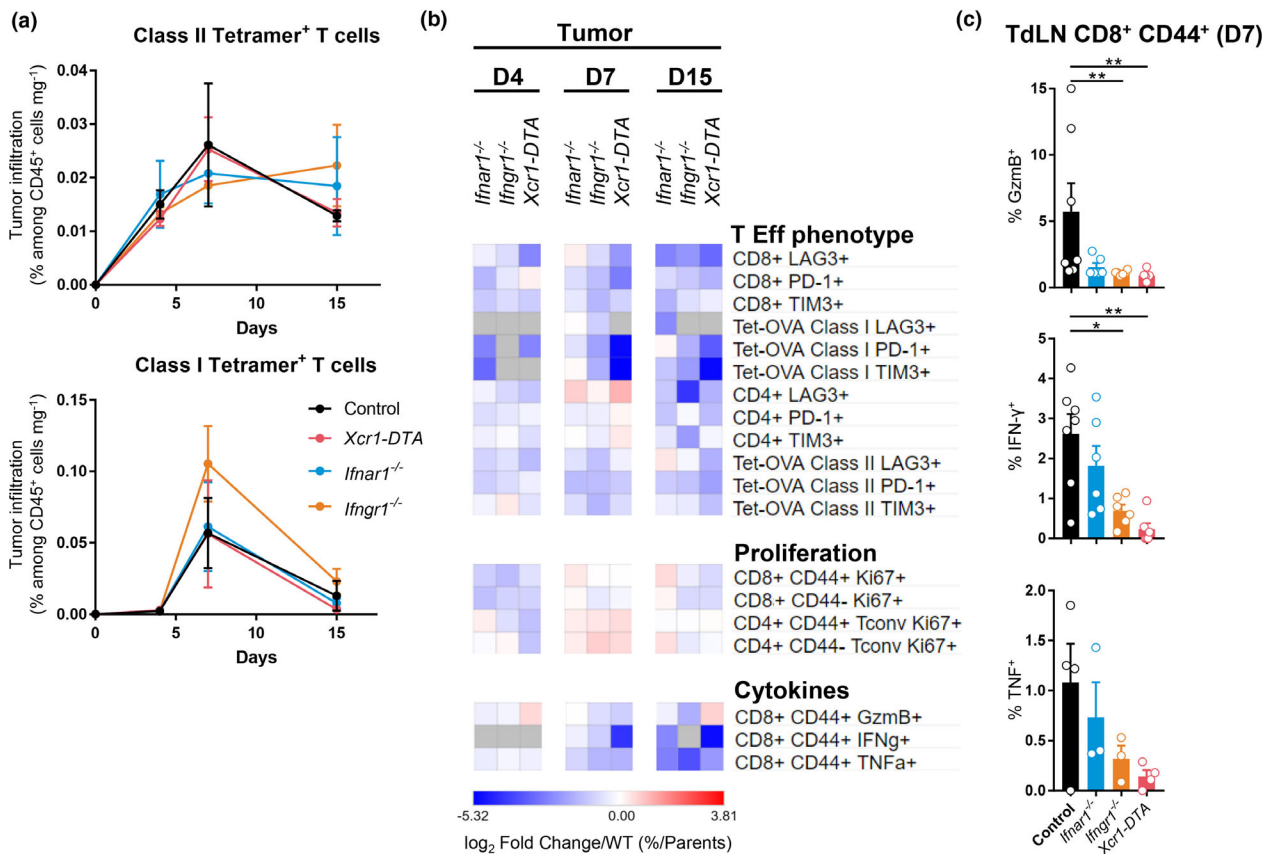 (a)
Class II Tetramer⁺ T cells
Tumor infiltration
(% among CD45⁺ cells mg⁻¹)
0.04
0.03
0.02
0.01
0.00
0 5 10 15
Days
Class I Tetramer⁺ T cells
Tumor infiltration
(% among CD45⁺ cells mg⁻¹)
0.15
0.10
0.05
0.00
0 5 10 15
Days
Control
Xcr1-DTA
Ifnar1⁻/⁻
Ifngr1⁻/⁻
(b)
Tumor
D4 D7 D15
Ifnar1⁻/⁻ Ifngr1⁻/⁻ Xcr1-DTA Ifnar1⁻/⁻ Ifngr1⁻/⁻ Xcr1-DTA Ifnar1⁻/⁻ Ifngr1⁻/⁻ Xcr1-DTA
T Eff phenotype
CD8+ LAG3+
CD8+ PD-1+
CD8+ TIM3+
Tet-OVA Class I LAG3+
Tet-OVA Class I PD-1+
Tet-OVA Class I TIM3+
CD4+ LAG3+
CD4+ PD-1+
CD4+ TIM3+
Tet-OVA Class II LAG3+
Tet-OVA Class II PD-1+
Tet-OVA Class II TIM3+
Proliferation
CD8+ CD44+ Ki67+
CD8+ CD44- Ki67+
CD4+ CD44+ Tconv Ki67+
CD4+ CD44- Tconv Ki67+
Cytokines
CD8+ CD44+ GzmB+
CD8+ CD44+ IFNg+
CD8+ CD44+ TNFa+
-5.32 0.00 3.81
log₂ Fold Change/WT (%/Parents)
(c)
TdLN CD8⁺ CD44⁺ (D7)
**
**
% GzmB⁺
15
10
5
0
**
*
% IFN-γ⁺
5
4
3
2
1
0
% TNF⁺
2.0
1.5
1.0
0.5
0.0
Control Ifnar1⁻/⁻ Ifngr1⁻/⁻ Xcr1-DTA